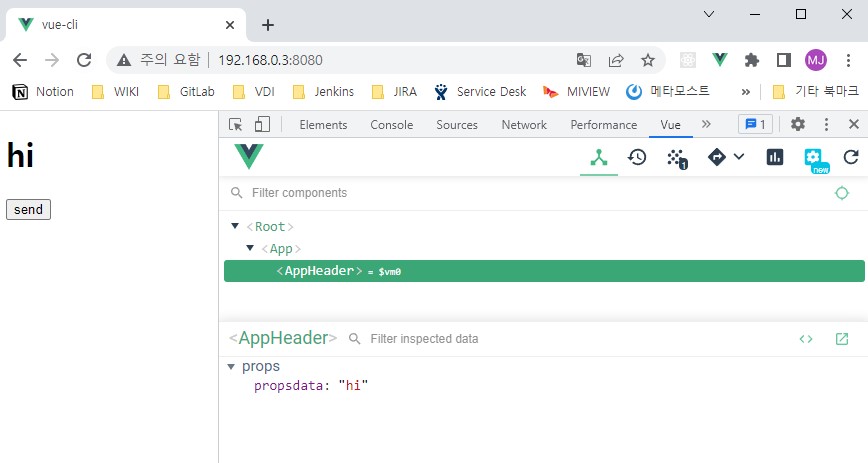 vue-cli
주의 요함 192.168.0.3:8080
MJ
Notion WIKI GitLab VDI Jenkins JIRA Service Desk MIVIEW 메타모스트 » 기타 북마크
Elements Console Sources Network Performance Vue » 1
hi
1
new
send
Filter components
<Root>
<App>
<AppHeader> = $vm0
<AppHeader> Filter inspected data
props
propsdata: "hi"